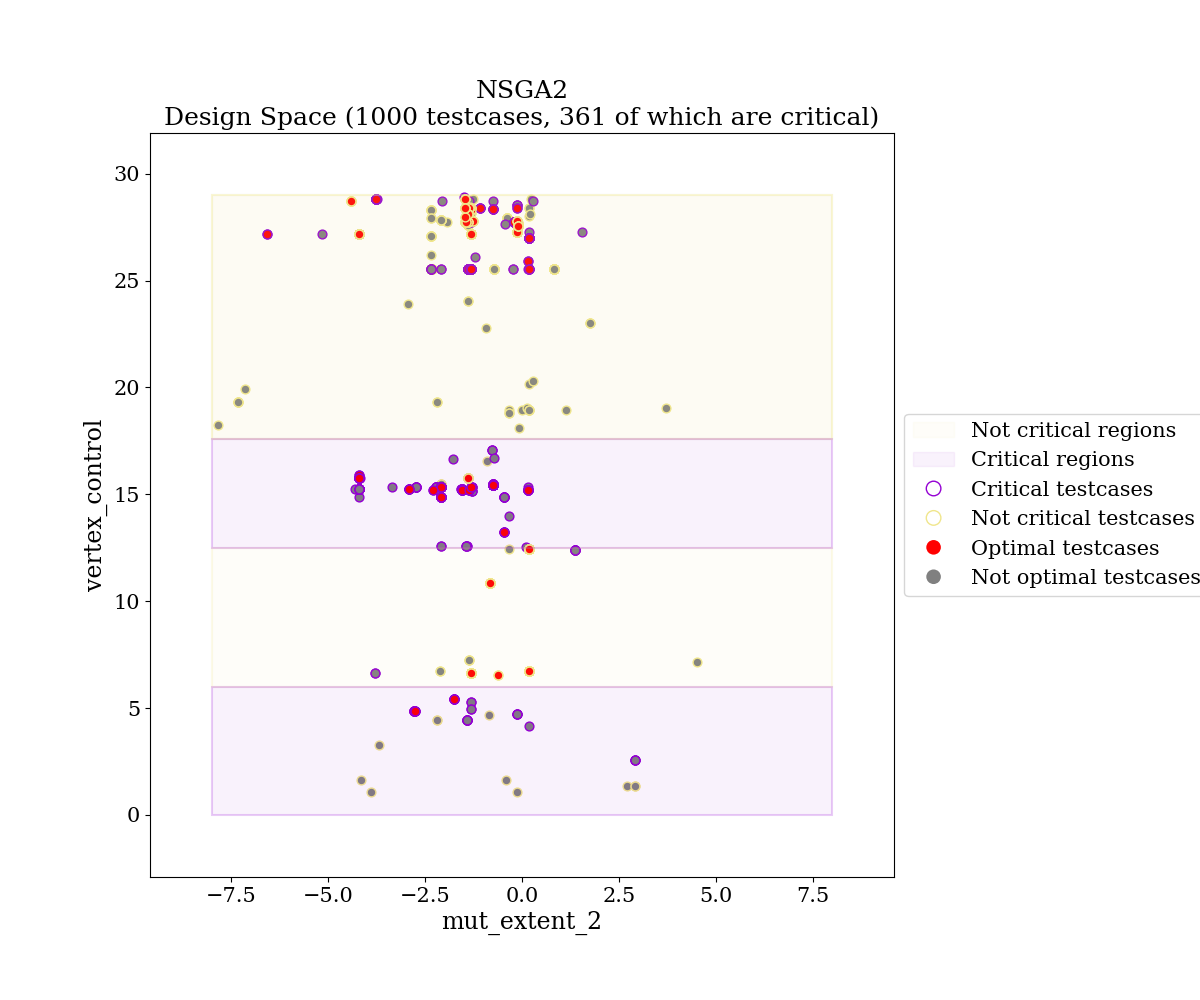 NSGA2
Design Space (1000 testcases, 361 of which are critical)
30
25
20
15
10
5
0
vertex_control
−7.5
−5.0
−2.5
0.0
2.5
5.0
7.5
mut_extent_2
Not critical regions
Critical regions
Critical testcases
Not critical testcases
Optimal testcases
Not optimal testcases